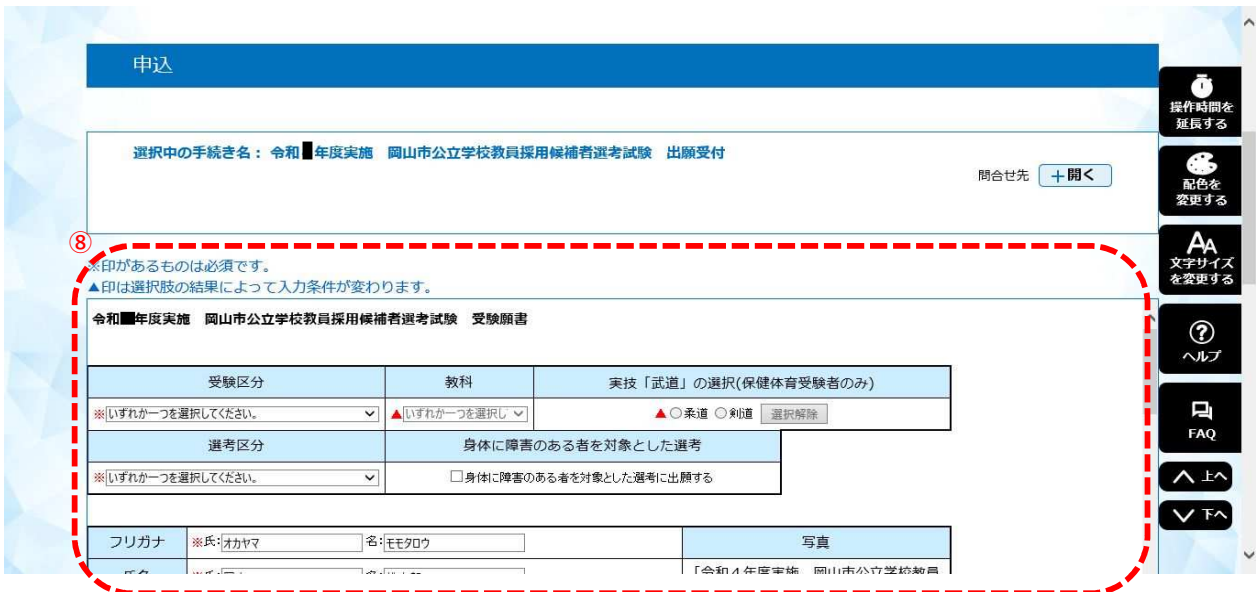 申込
選択中の手続き名： 令和 年度実施 岡山市公立学校教員採用候補者選考試験 出願受付
問合せ先 ＋開く
⑧
※印があるものは必須です。
▲印は選択肢の結果によって入力条件が変わります。
令和 年度実施 岡山市公立学校教員採用候補者選考試験 受験願書
受験区分 教科 実技「武道」の選択(保健体育受験者のみ)
※いずれか一つを選択してください。 ▲いずれか一つを選択し ▲○柔道 ○剣道 選択解除
選考区分 身体に障害のある者を対象とした選考
※いずれか一つを選択してください。 □身体に障害のある者を対象とした選考に出願する
フリガナ ※氏：オカヤマ 名：モモタロウ 写真
「令和４年度実施 岡山市公立学校教員
操作時間を
延長する
配色を
変更する
AA
文字サイズ
を変更する
?
ヘルプ
FAQ
上へ
下へ